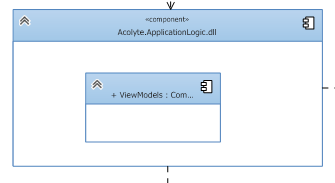 «component»
Acolyte.ApplicationLogic.dll
+ ViewModels : Com...